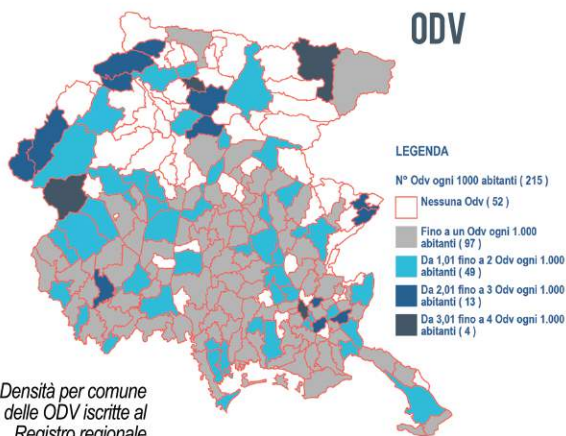 ODV
LEGENDA
N° Odv ogni 1000 abitanti ( 215 )
Nessuna Odv ( 52 )
Fino a un Odv ogni 1.000
abitanti ( 97 )
Da 1,01 fino a 2 Odv ogni 1.000
abitanti ( 49 )
Da 2,01 fino a 3 Odv ogni 1.000
abitanti ( 13 )
Da 3,01 fino a 4 Odv ogni 1.000
abitanti ( 4 )
Densità per comune
delle ODV iscritte al
Registro regionale